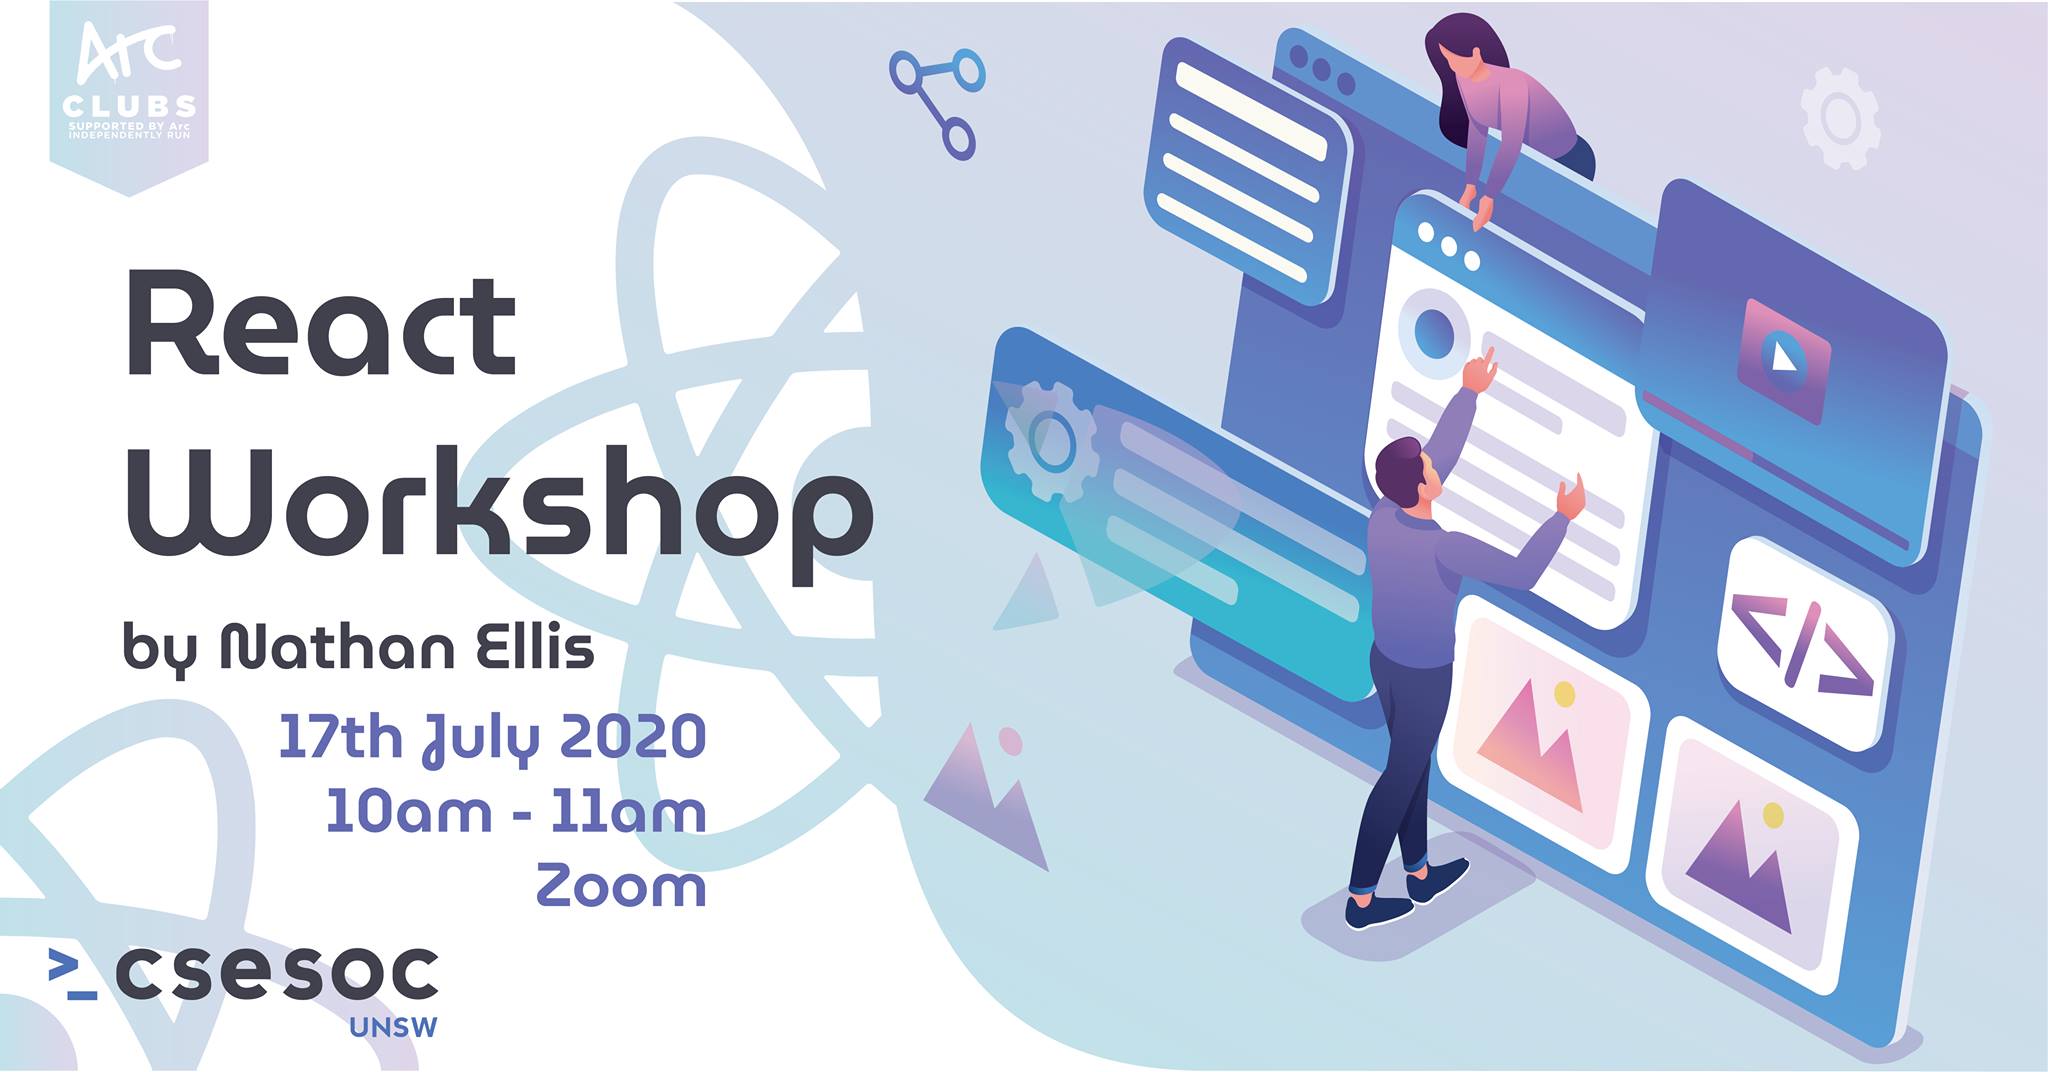 Arc
CLUBS
SUPPORTED BY Arc
INDEPENDENTLY RUN
React
Workshop
by Nathan Ellis
17th July 2020
10am - 11am
Zoom
>_ csesoc
UNSW
</>